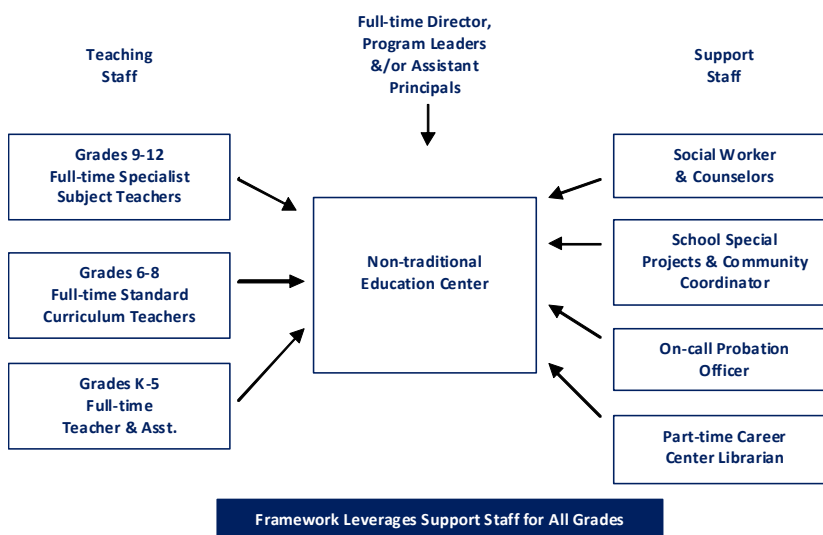 Full-time Director,
Program Leaders
&/or Assistant
Principals
Teaching
Staff
Support
Staff
Grades 9-12
Full-time Specialist
Subject Teachers
Grades 6-8
Full-time Standard
Curriculum Teachers
Grades K-5
Full-time
Teacher & Asst.
Non-traditional
Education Center
Social Worker
& Counselors
School Special
Projects & Community
Coordinator
On-call Probation
Officer
Part-time Career
Center Librarian
Framework Leverages Support Staff for All Grades